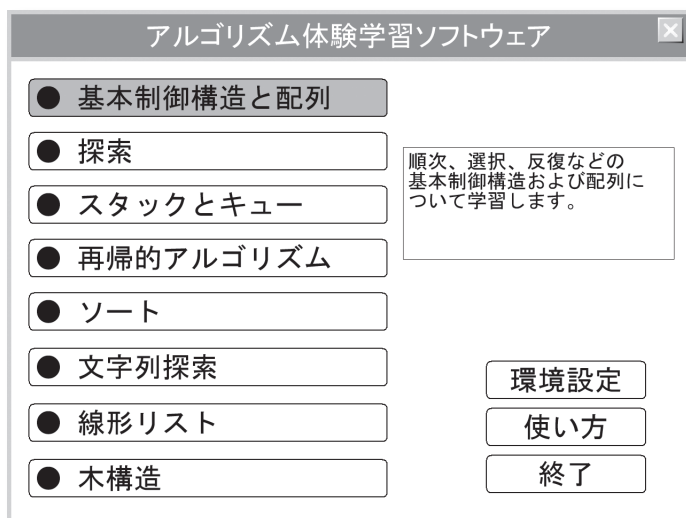 アルゴリズム体験学習ソフトウェア
● 基本制御構造と配列
● 探索
● スタックとキュー
● 再帰的アルゴリズム
● ソート
● 文字列探索
● 線形リスト
● 木構造
順次、選択、反復などの
基本制御構造および配列に
ついて学習します。
環境設定
使い方
終了